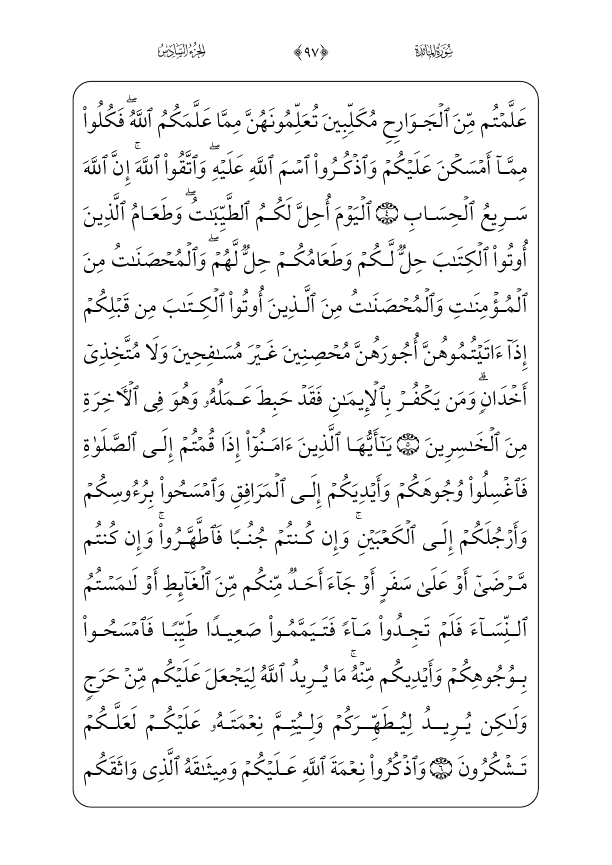 سُورَةُ المَائدَةِ ﴿٩٧﴾ الجُزءُ السَّادِسُ
عَلَّمۡتُم مِّنَ ٱلۡجَوَارِحِ مُكَلِّبِينَ تُعَلِّمُونَهُنَّ مِمَّا عَلَّمَكُمُ ٱللَّهُۖ فَكُلُواْ
مِمَّآ أَمۡسَكۡنَ عَلَيۡكُمۡ وَٱذۡكُرُواْ ٱسۡمَ ٱللَّهِ عَلَيۡهِۖ وَٱتَّقُواْ ٱللَّهَۚ إِنَّ ٱللَّهَ
سَرِيعُ ٱلۡحِسَابِ ٤ ٱلۡيَوۡمَ أُحِلَّ لَكُمُ ٱلطَّيِّبَٰتُۖ وَطَعَامُ ٱلَّذِينَ
أُوتُواْ ٱلۡكِتَٰبَ حِلّٞ لَّكُمۡ وَطَعَامُكُمۡ حِلّٞ لَّهُمۡۖ وَٱلۡمُحۡصَنَٰتُ مِنَ
ٱلۡمُؤۡمِنَٰتِ وَٱلۡمُحۡصَنَٰتُ مِنَ ٱلَّذِينَ أُوتُواْ ٱلۡكِتَٰبَ مِن قَبۡلِكُمۡ
إِذَآ ءَاتَيۡتُمُوهُنَّ أُجُورَهُنَّ مُحۡصِنِينَ غَيۡرَ مُسَٰفِحِينَ وَلَا مُتَّخِذِيٓ
أَخۡدَانٖۗ وَمَن يَكۡفُرۡ بِٱلۡإِيمَٰنِ فَقَدۡ حَبِطَ عَمَلُهُۥ وَهُوَ فِي ٱلۡأٓخِرَةِ
مِنَ ٱلۡخَٰسِرِينَ ٥ يَٰٓأَيُّهَا ٱلَّذِينَ ءَامَنُوٓاْ إِذَا قُمۡتُمۡ إِلَى ٱلصَّلَوٰةِ
فَٱغۡسِلُواْ وُجُوهَكُمۡ وَأَيۡدِيَكُمۡ إِلَى ٱلۡمَرَافِقِ وَٱمۡسَحُواْ بِرُءُوسِكُمۡ
وَأَرۡجُلَكُمۡ إِلَى ٱلۡكَعۡبَيۡنِۚ وَإِن كُنتُمۡ جُنُبٗا فَٱطَّهَّرُواْۚ وَإِن كُنتُم
مَّرۡضَىٰٓ أَوۡ عَلَىٰ سَفَرٍ أَوۡ جَآءَ أَحَدٞ مِّنكُم مِّنَ ٱلۡغَآئِطِ أَوۡ لَٰمَسۡتُمُ
ٱلنِّسَآءَ فَلَمۡ تَجِدُواْ مَآءٗ فَتَيَمَّمُواْ صَعِيدٗا طَيِّبٗا فَٱمۡسَحُواْ
بِوُجُوهِكُمۡ وَأَيۡدِيكُم مِّنۡهُۚ مَا يُرِيدُ ٱللَّهُ لِيَجۡعَلَ عَلَيۡكُم مِّنۡ حَرَجٖ
وَلَٰكِن يُرِيدُ لِيُطَهِّرَكُمۡ وَلِيُتِمَّ نِعۡمَتَهُۥ عَلَيۡكُمۡ لَعَلَّكُمۡ
تَشۡكُرُونَ ٦ وَٱذۡكُرُواْ نِعۡمَةَ ٱللَّهِ عَلَيۡكُمۡ وَمِيثَٰقَهُ ٱلَّذِي وَاثَقَكُم